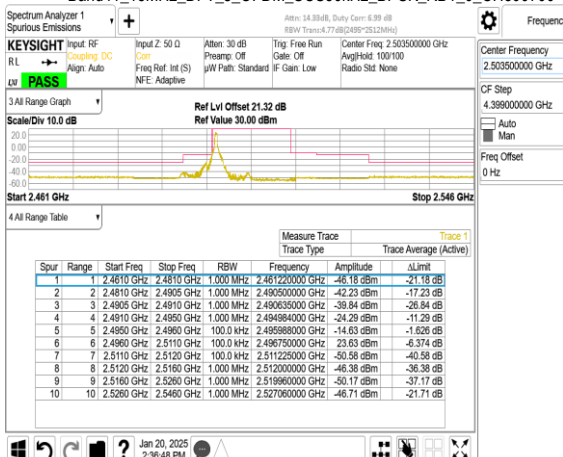 Spectrum Analyzer 1
Spurious Emissions
Attn: 14.33dB, Duty Corr: 6.99 dB
RBW Trans:4.77dB(2495~2512MHz)
Frequenc
KEYSIGHT Input: RF Input Z: 50 Ω Atten: 30 dB Trig: Free Run Center Freq: 2.503500000 GHz
RL Coupling: DC Corr Preamp: Off Gate: Off Avg|Hold: 100/100
Align: Auto Freq Ref: Int (S) µW Path: Standard IF Gain: Low Radio Std: None
NFE: Adaptive
PASS
Center Frequency
2.503500000 GHz
CF Step
4.399000000 GHz
Auto
Man
Freq Offset
0 Hz
3 All Range Graph
Ref Lvl Offset 21.32 dB
Scale/Div 10.0 dB Ref Value 30.00 dBm
20.0
10.0
0.00
-20.0
-40.0
-60.0
Start 2.461 GHz Stop 2.546 GHz
4 All Range Table
Measure Trace Trace 1
Trace Type Trace Average (Active)
Spur Range Start Freq Stop Freq RBW Frequency Amplitude ΔLimit
1 1 2.4610 GHz 2.4810 GHz 1.000 MHz 2.461220000 GHz -46.18 dBm -21.18 dB
2 2 2.4810 GHz 2.4905 GHz 1.000 MHz 2.490500000 GHz -42.23 dBm -17.23 dB
3 3 2.4905 GHz 2.4910 GHz 1.000 MHz 2.490635000 GHz -39.84 dBm -26.84 dB
4 4 2.4910 GHz 2.4950 GHz 1.000 MHz 2.494984000 GHz -24.29 dBm -11.29 dB
5 5 2.4950 GHz 2.4960 GHz 100.0 kHz 2.495988000 GHz -14.63 dBm -1.626 dB
6 6 2.4960 GHz 2.5110 GHz 100.0 kHz 2.496750000 GHz 23.63 dBm -6.374 dB
7 7 2.5110 GHz 2.5120 GHz 100.0 kHz 2.511225000 GHz -50.58 dBm -40.58 dB
8 8 2.5120 GHz 2.5160 GHz 1.000 MHz 2.512000000 GHz -46.38 dBm -36.38 dB
9 9 2.5160 GHz 2.5260 GHz 1.000 MHz 2.519960000 GHz -50.17 dBm -37.17 dB
10 10 2.5260 GHz 2.5460 GHz 1.000 MHz 2.527060000 GHz -46.71 dBm -21.71 dB
Jan 20, 2025
2:36:48 PM